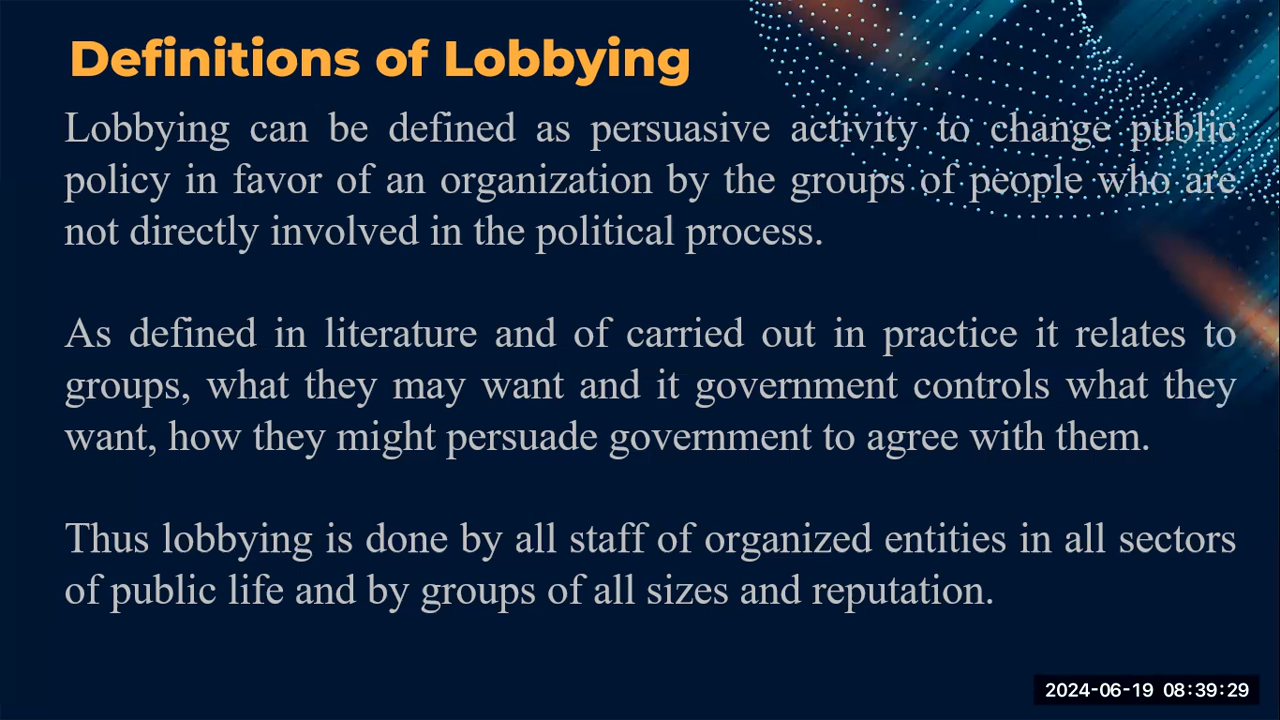 Definitions of Lobbying
Lobbying can be defined as persuasive activity to change public
policy in favor of an organization by the groups of people who are
not directly involved in the political process.
As defined in literature and of carried out in practice it relates to
groups, what they may want and it government controls what they
want, how they might persuade government to agree with them.
Thus lobbying is done by all staff of organized entities in all sectors
of public life and by groups of all sizes and reputation.
2024-06-19 08:39:29